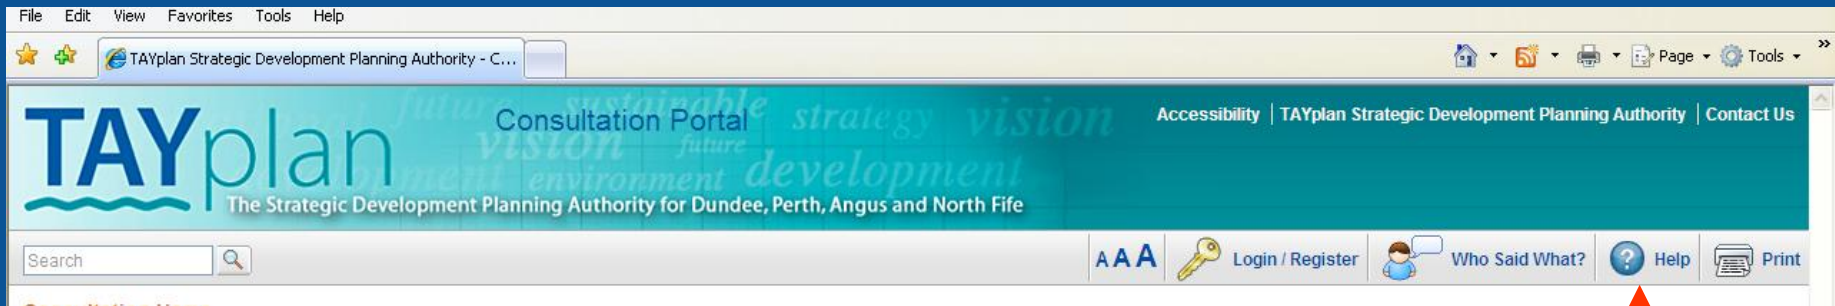 File Edit View Favorites Tools Help
TAYplan Strategic Development Planning Authority - C...
Page Tools »
TAYplan
Consultation Portal
future sustainable strategy vision
vision future
environment development
Accessibility | TAYplan Strategic Development Planning Authority | Contact Us
The Strategic Development Planning Authority for Dundee, Perth, Angus and North Fife
Search
A A A Login / Register Who Said What? Help Print